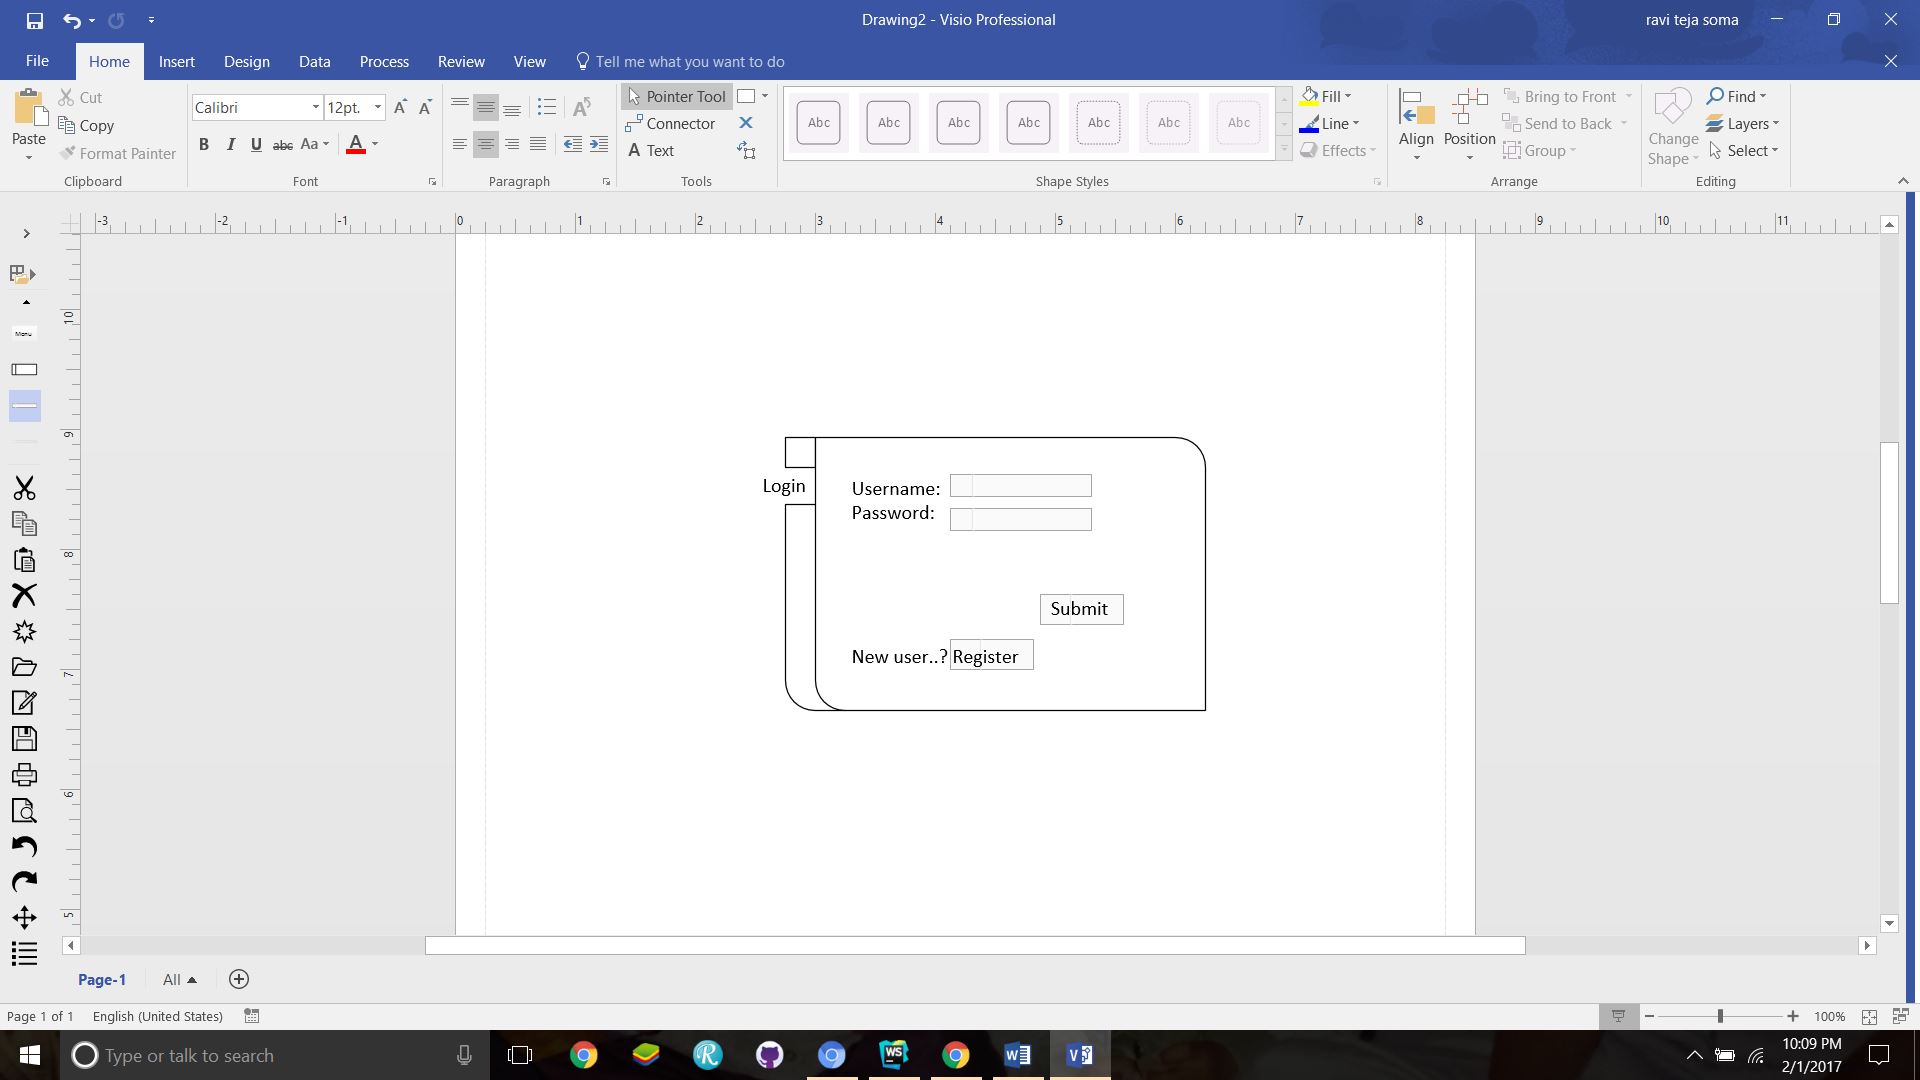 Drawing2 - Visio Professional
ravi teja soma
File Home Insert Design Data Process Review View Tell me what you want to do
Paste
Cut
Copy
Format Painter
Clipboard
Calibri 12pt.
B I U abc Aa A
Font
Paragraph
Pointer Tool
Connector
A Text
Tools
Abc Abc Abc Abc Abc Abc Abc
Shape Styles
Fill
Line
Effects
Align
Position
Bring to Front
Send to Back
Group
Arrange
Change Shape
Find
Layers
Select
Editing
-3 -2 -1 0 1 2 3 4 5 6 7 8 9 10 11
Menu
10
9
8
7
6
5
Login
Username:
Password:
Submit
New user..? Register
Page-1 All
Page 1 of 1 English (United States) 100%
Type or talk to search
10:09 PM
2/1/2017